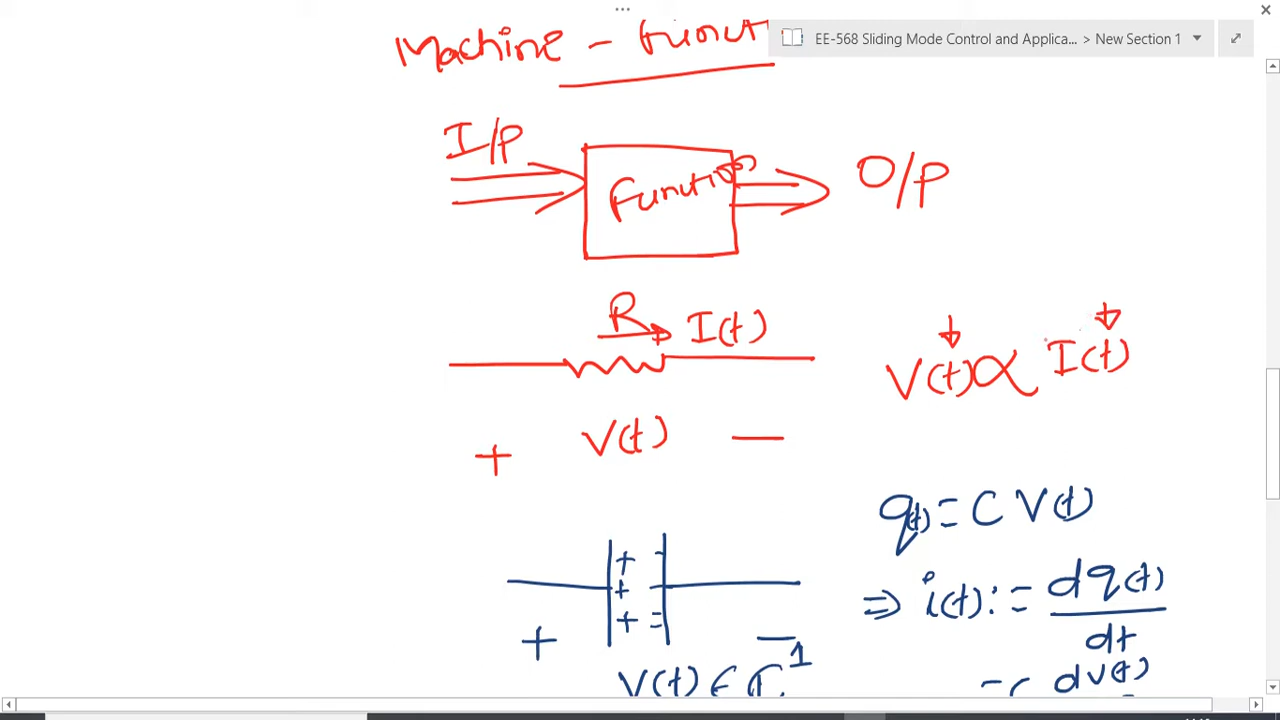 Machine - Funct
EE-568 Sliding Mode Control and Applica... > New Section 1
I/P
Function
O/P
R
I(t)
V(t) ∝ I(t)
+ V(t) −
q(t) = C V(t)
+ −
+ =
+ −
⇒ i(t) := dq(t)/dt
+ −
V(t) ∈ C¹
= C dv(t)